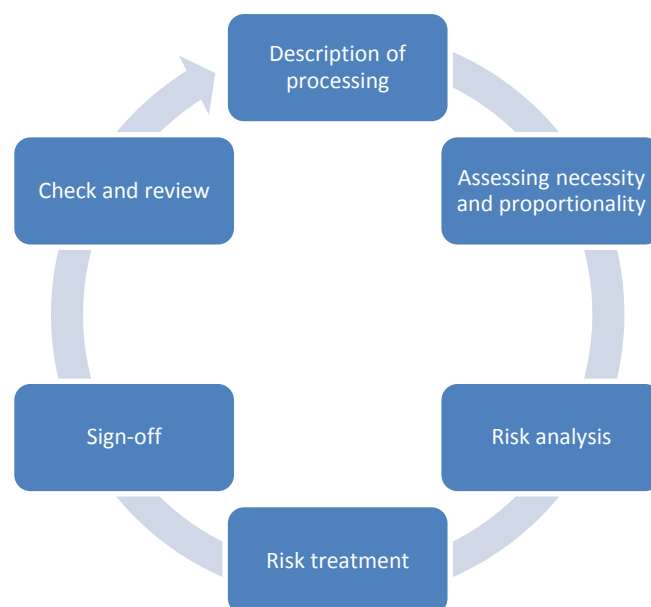 Description of
processing
Assessing necessity
and proportionality
Risk analysis
Risk treatment
Sign-off
Check and review